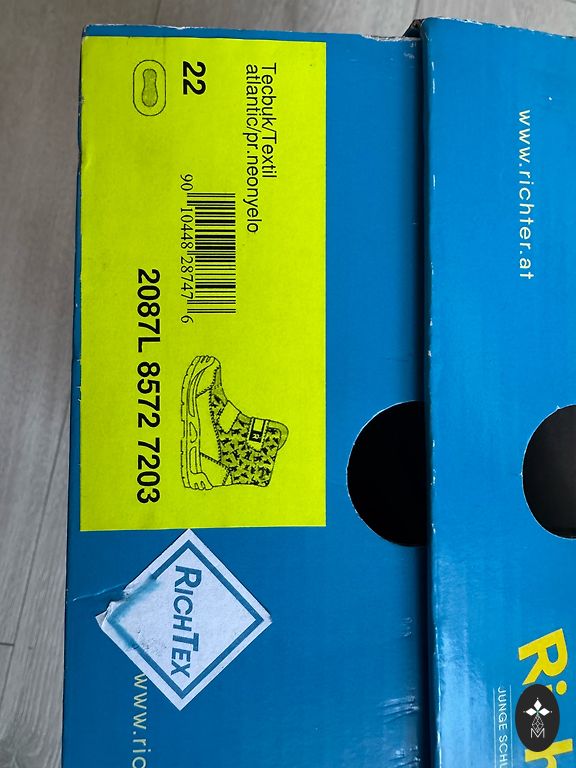 22
Tecbuk/Textil
atlantic/pr.neonyelo
90 10448 28747 6
2087L 8572 7203
RICHTEX
www.ric
www.richter.at
JUNGE SCHU